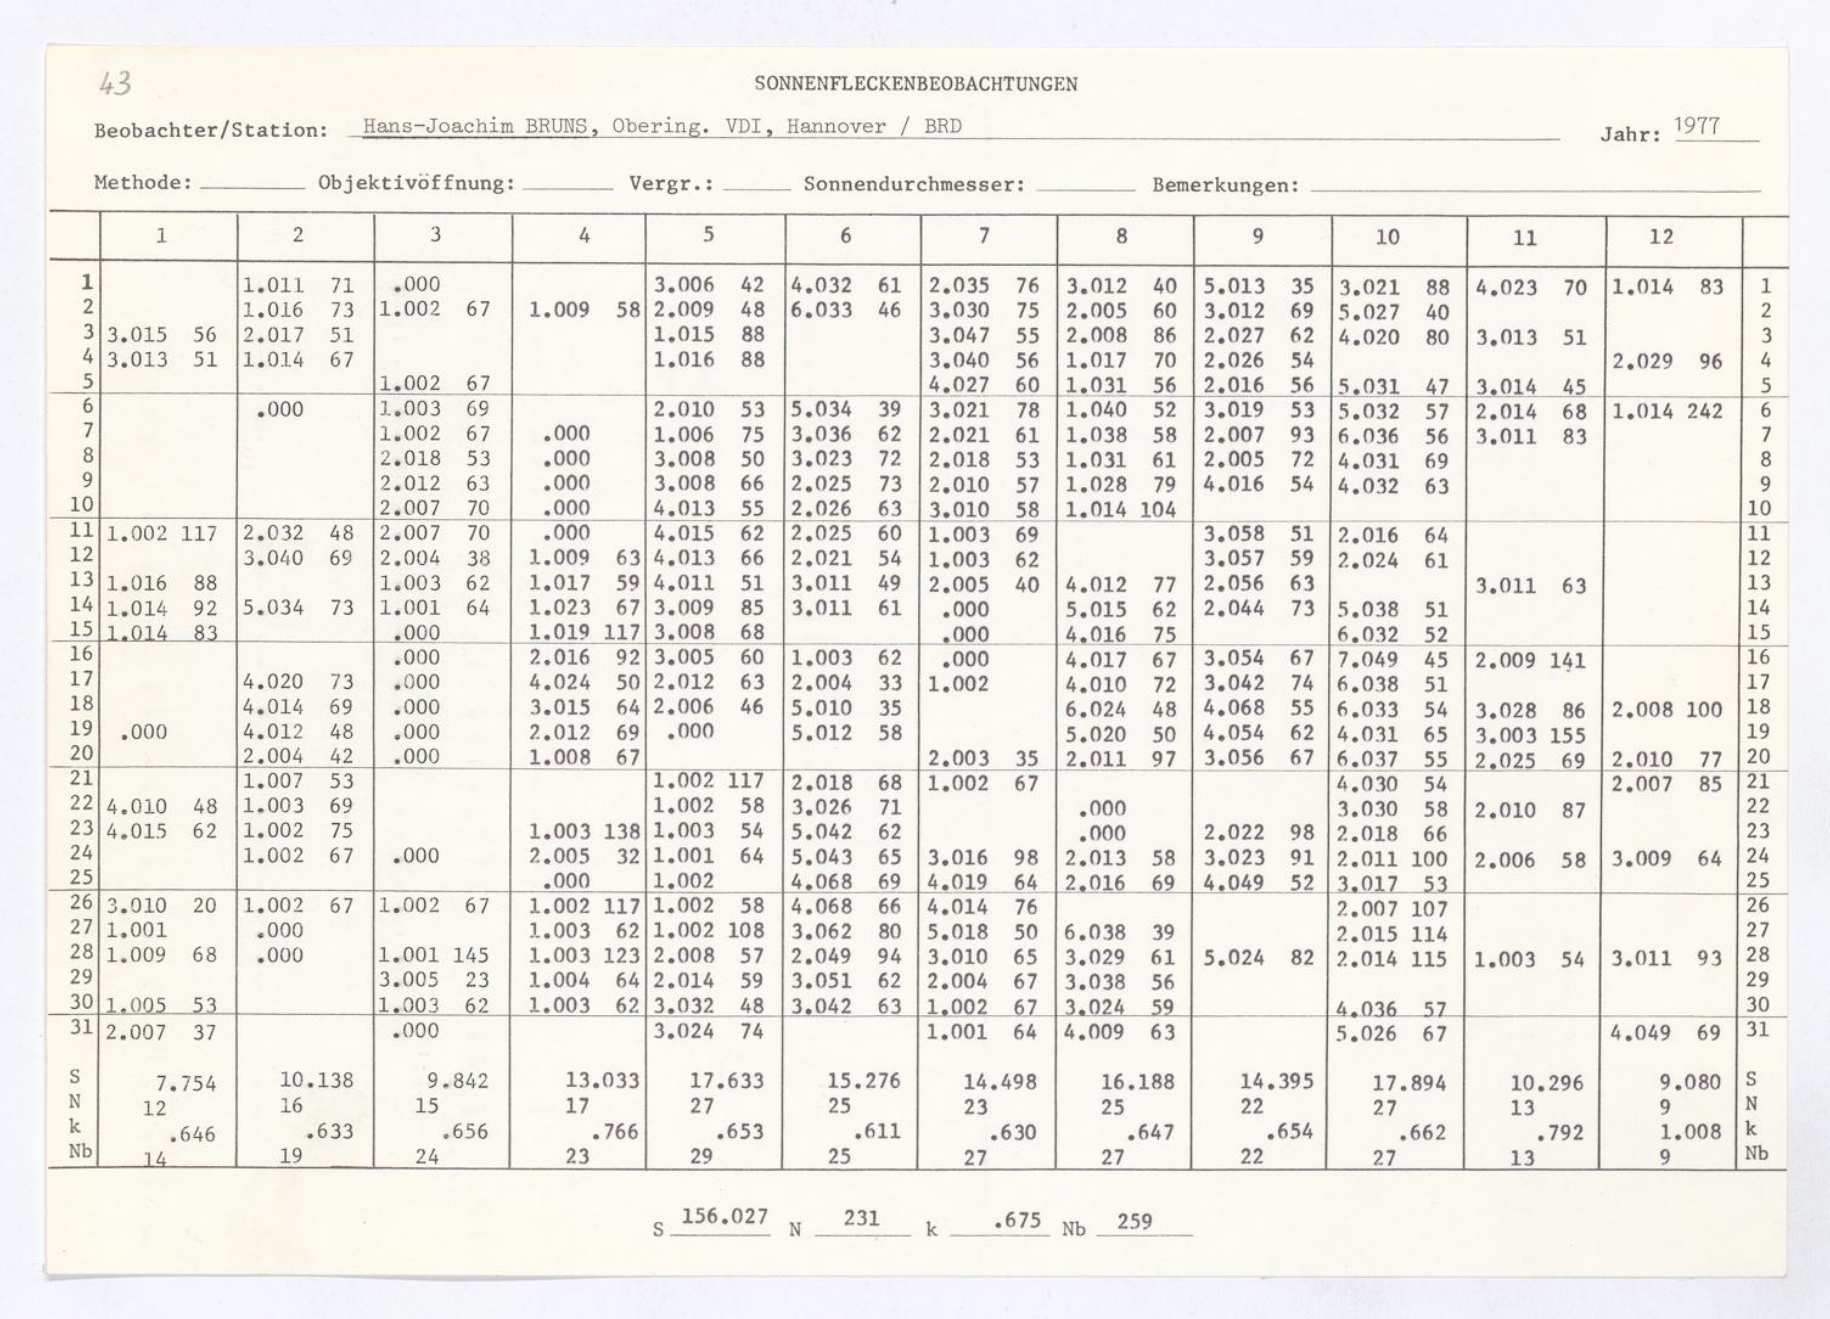 43
SONNENFLECKENBEOBACHTUNGEN
Beobachter/Station: Hans-Joachim BRUNS, Obering. VDI, Hannover / BRD Jahr: 1977
Methode: Objektivöffnung: Vergr.: Sonnendurchmesser: Bemerkungen:
1 2 3 4 5 6 7 8 9 10 11 12
1 1.011 71 .000 3.006 42 4.032 61 2.035 76 3.012 40 5.013 35 3.021 88 4.023 70 1.014 83 1
2 1.016 73 1.002 67 1.009 58 2.009 48 6.033 46 3.030 75 2.005 60 3.012 69 5.027 40 2
3 3.015 56 2.017 51 1.015 88 3.047 55 2.008 86 2.027 62 4.020 80 3.013 51 3
4 3.013 51 1.014 67 1.016 88 3.040 56 1.017 70 2.026 54 2.029 96 4
5 1.002 67 4.027 60 1.031 56 2.016 56 5.031 47 3.014 45 5
6 .000 1.003 69 2.010 53 5.034 39 3.021 78 1.040 52 3.019 53 5.032 57 2.014 68 1.014 242 6
7 1.002 67 .000 1.006 75 3.036 62 2.021 61 1.038 58 2.007 93 6.036 56 3.011 83 7
8 2.018 53 .000 3.008 50 3.023 72 2.018 53 1.031 61 2.005 72 4.031 69 8
9 2.012 63 .000 3.008 66 2.025 73 2.010 57 1.028 79 4.016 54 4.032 63 9
10 2.007 70 .000 4.013 55 2.026 63 3.010 58 1.014 104 10
11 1.002 117 2.032 48 2.007 70 .000 4.015 62 2.025 60 1.003 69 3.058 51 2.016 64 11
12 3.040 69 2.004 38 1.009 63 4.013 66 2.021 54 1.003 62 3.057 59 2.024 61 12
13 1.016 88 1.003 62 1.017 59 4.011 51 3.011 49 2.005 40 4.012 77 2.056 63 3.011 63 13
14 1.014 92 5.034 73 1.001 64 1.023 67 3.009 85 3.011 61 .000 5.015 62 2.044 73 5.038 51 14
15 1.014 83 .000 1.019 117 3.008 68 .000 4.016 75 6.032 52 15
16 .000 2.016 92 3.005 60 1.003 62 .000 4.017 67 3.054 67 7.049 45 2.009 141 16
17 4.020 73 .000 4.024 50 2.012 63 2.004 33 1.002 4.010 72 3.042 74 6.038 51 17
18 4.014 69 .000 3.015 64 2.006 46 5.010 35 6.024 48 4.068 55 6.033 54 3.028 86 2.008 100 18
19 .000 4.012 48 .000 2.012 69 .000 5.012 58 5.020 50 4.054 62 4.031 65 3.003 155 19
20 2.004 42 .000 1.008 67 2.003 35 2.011 97 3.056 67 6.037 55 2.025 69 2.010 77 20
21 1.007 53 1.002 117 2.018 68 1.002 67 4.030 54 2.007 85 21
22 4.010 48 1.003 69 1.002 58 3.026 71 .000 3.030 58 2.010 87 22
23 4.015 62 1.002 75 1.003 138 1.003 54 5.042 62 .000 2.022 98 2.018 66 23
24 1.002 67 .000 2.005 32 1.001 64 5.043 65 3.016 98 2.013 58 3.023 91 2.011 100 2.006 58 3.009 64 24
25 .000 1.002 4.068 69 4.019 64 2.016 69 4.049 52 3.017 53 25
26 3.010 20 1.002 67 1.002 67 1.002 117 1.002 58 4.068 66 4.014 76 2.007 107 26
27 1.001 .000 1.003 62 1.002 108 3.062 80 5.018 50 6.038 39 2.015 114 27
28 1.009 68 .000 1.001 145 1.003 123 2.008 57 2.049 94 3.010 65 3.029 61 5.024 82 2.014 115 1.003 54 3.011 93 28
29 3.005 23 1.004 64 2.014 59 3.051 62 2.004 67 3.038 56 29
30 1.005 53 1.003 62 1.003 62 3.032 48 3.042 63 1.002 67 3.024 59 4.036 57 30
31 2.007 37 .000 3.024 74 1.001 64 4.009 63 5.026 67 4.049 69 31
S 7.754 10.138 9.842 13.033 17.633 15.276 14.498 16.188 14.395 17.894 10.296 9.080 S
N 12 16 15 17 27 25 23 25 22 27 13 9 N
k .646 .633 .656 .766 .653 .611 .630 .647 .654 .662 .792 1.008 k
Nb 14 19 24 23 29 25 27 27 22 27 13 9 Nb
S 156.027 N 231 k .675 Nb 259